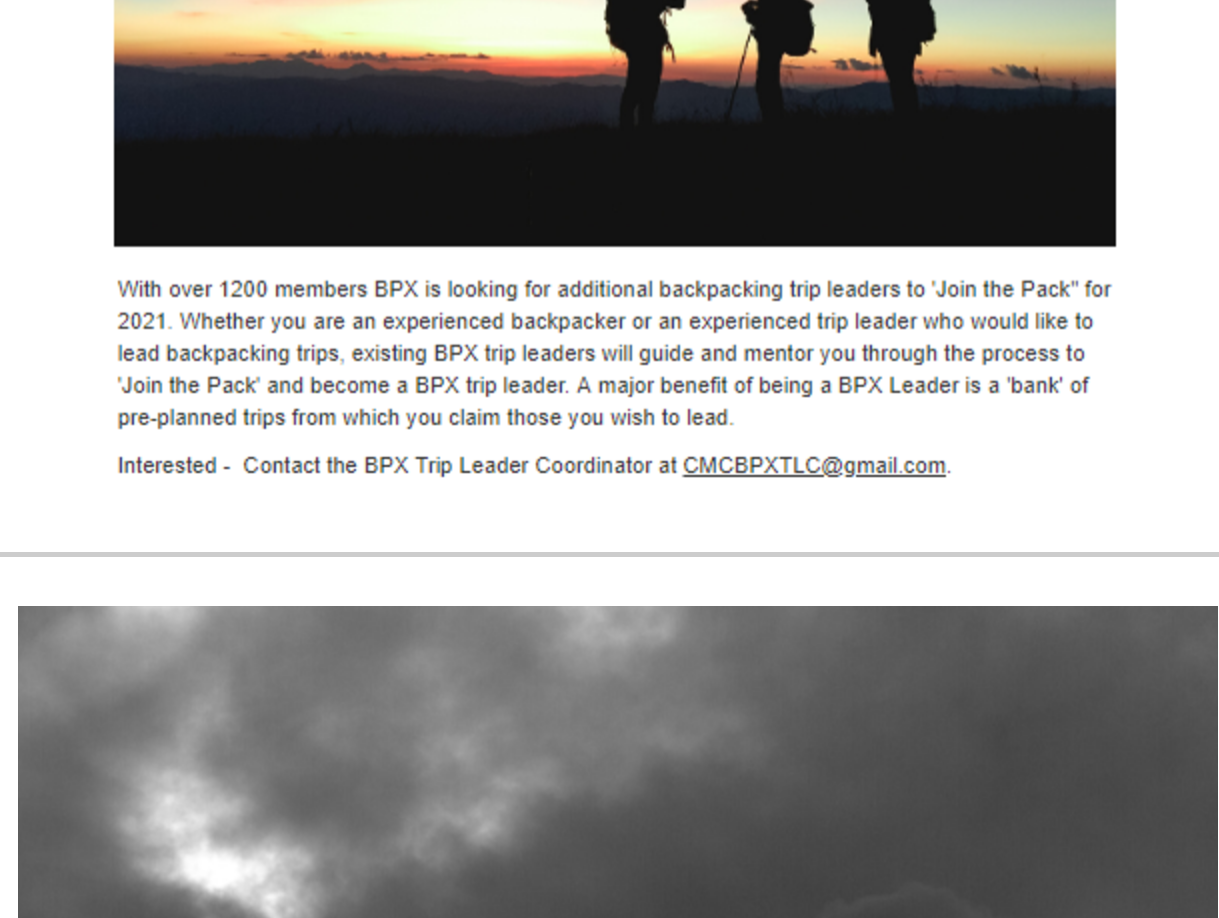 With over 1200 members BPX is looking for additional backpacking trip leaders to 'Join the Pack" for
2021. Whether you are an experienced backpacker or an experienced trip leader who would like to
lead backpacking trips, existing BPX trip leaders will guide and mentor you through the process to
'Join the Pack' and become a BPX trip leader. A major benefit of being a BPX Leader is a 'bank' of
pre-planned trips from which you claim those you wish to lead.
Interested -  Contact the BPX Trip Leader Coordinator at CMCBPXTLC@gmail.com.